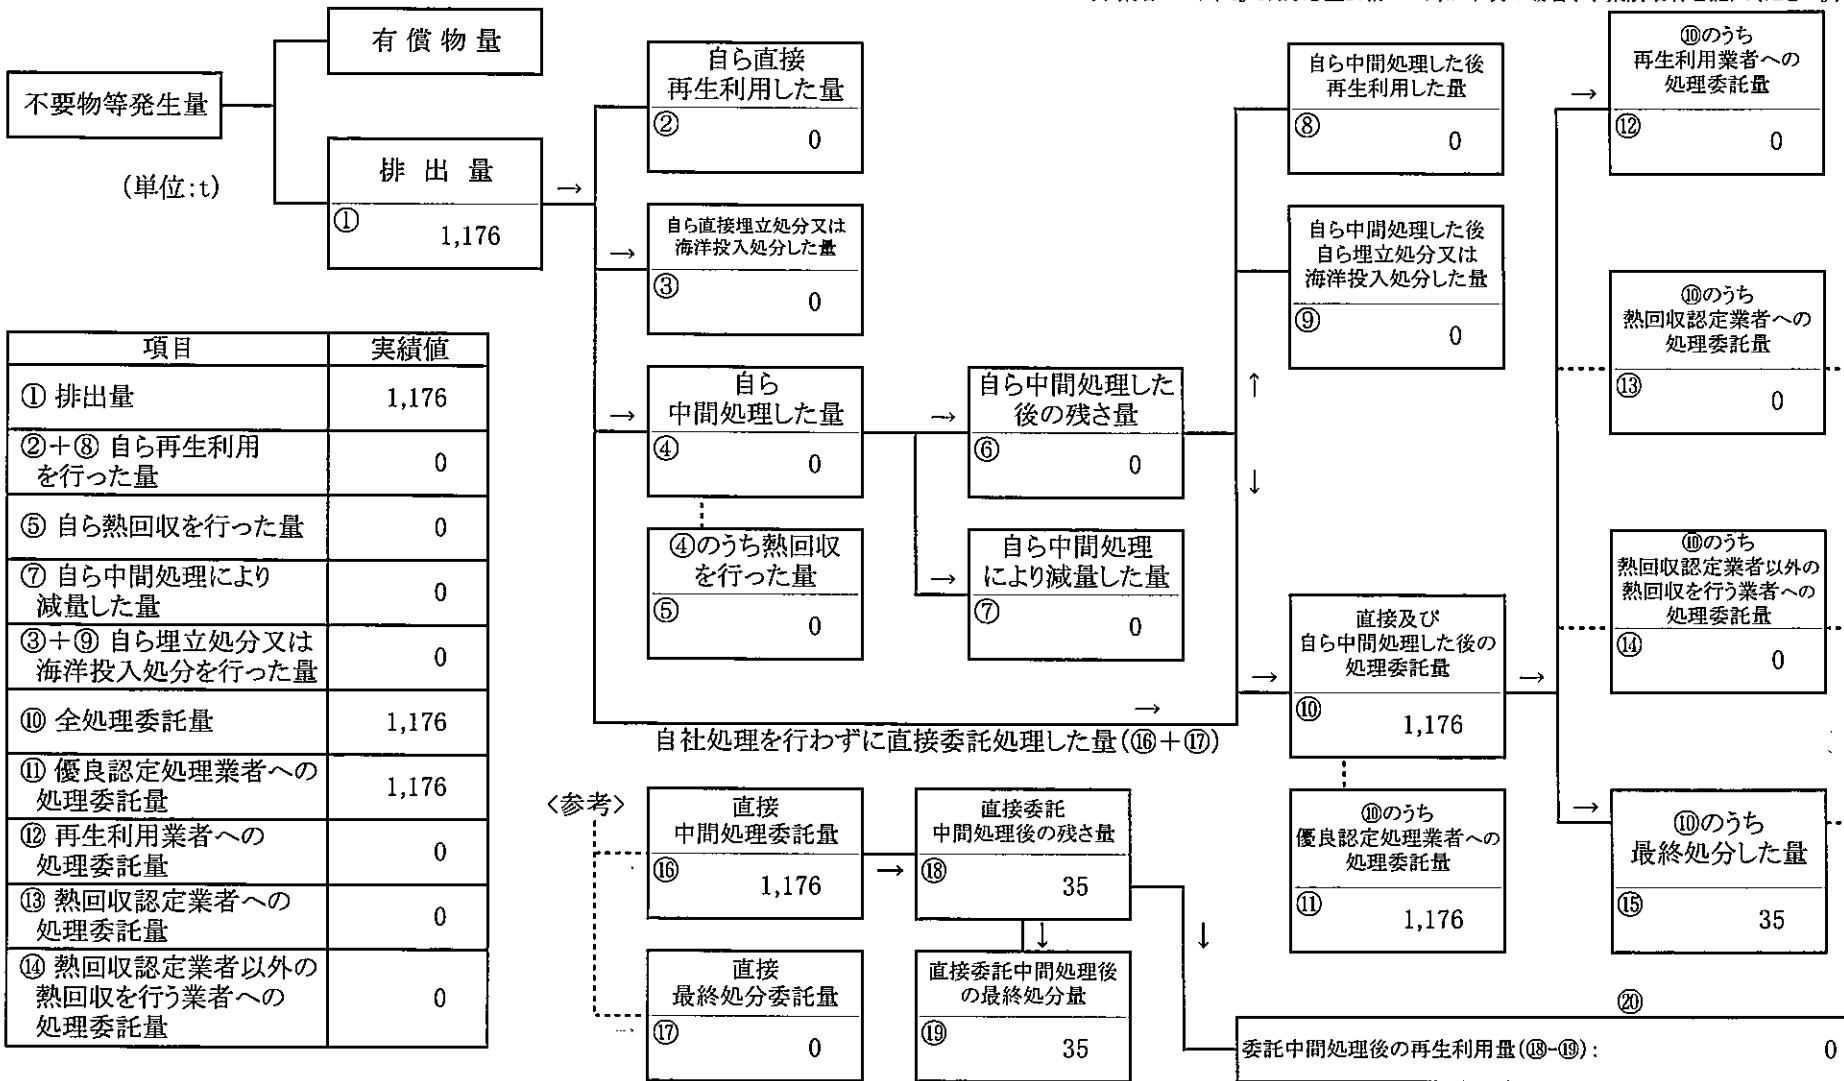 不要物等発生量
(単位:t)
有償物量
排出量
①
1,176
自ら直接
再生利用した量
②
0
自ら直接埋立処分又は
海洋投入処分した量
③
0
自ら
中間処理した量
④
0
④のうち熱回収
を行った量
⑤
0
自ら中間処理した
後の残さ量
⑥
0
自ら中間処理
により減量した量
⑦
0
自ら中間処理した後
再生利用した量
⑧
0
自ら中間処理した後
自ら埋立処分又は
海洋投入処分した量
⑨
0
直接及び
自ら中間処理した後の
処理委託量
⑩
1,176
⑩のうち
優良認定処理業者への
処理委託量
⑪
1,176
⑩のうち
再生利用業者への
処理委託量
⑫
0
⑩のうち
熱回収認定業者への
処理委託量
⑬
0
⑩のうち
熱回収認定業者以外の
熱回収を行う業者への
処理委託量
⑭
0
⑩のうち
最終処分した量
⑮
35
自社処理を行わずに直接委託処理した量(⑯+⑰)
<参考>
直接
中間処理委託量
⑯
1,176
直接
最終処分委託量
⑰
0
直接委託
中間処理後の残さ量
⑱
35
直接委託中間処理後
の最終処分量
⑲
35
⑳
委託中間処理後の再生利用量(⑱-⑲):
0
項目 実績値
① 排出量 1,176
②+⑧ 自ら再生利用
を行った量 0
⑤ 自ら熱回収を行った量 0
⑦ 自ら中間処理により
減量した量 0
③+⑨ 自ら埋立処分又は
海洋投入処分を行った量 0
⑩ 全処理委託量 1,176
⑪ 優良認定処理業者への
処理委託量 1,176
⑫ 再生利用業者への
処理委託量 0
⑬ 熱回収認定業者への
処理委託量 0
⑭ 熱回収認定業者以外の
熱回収を行う業者への
処理委託量 0